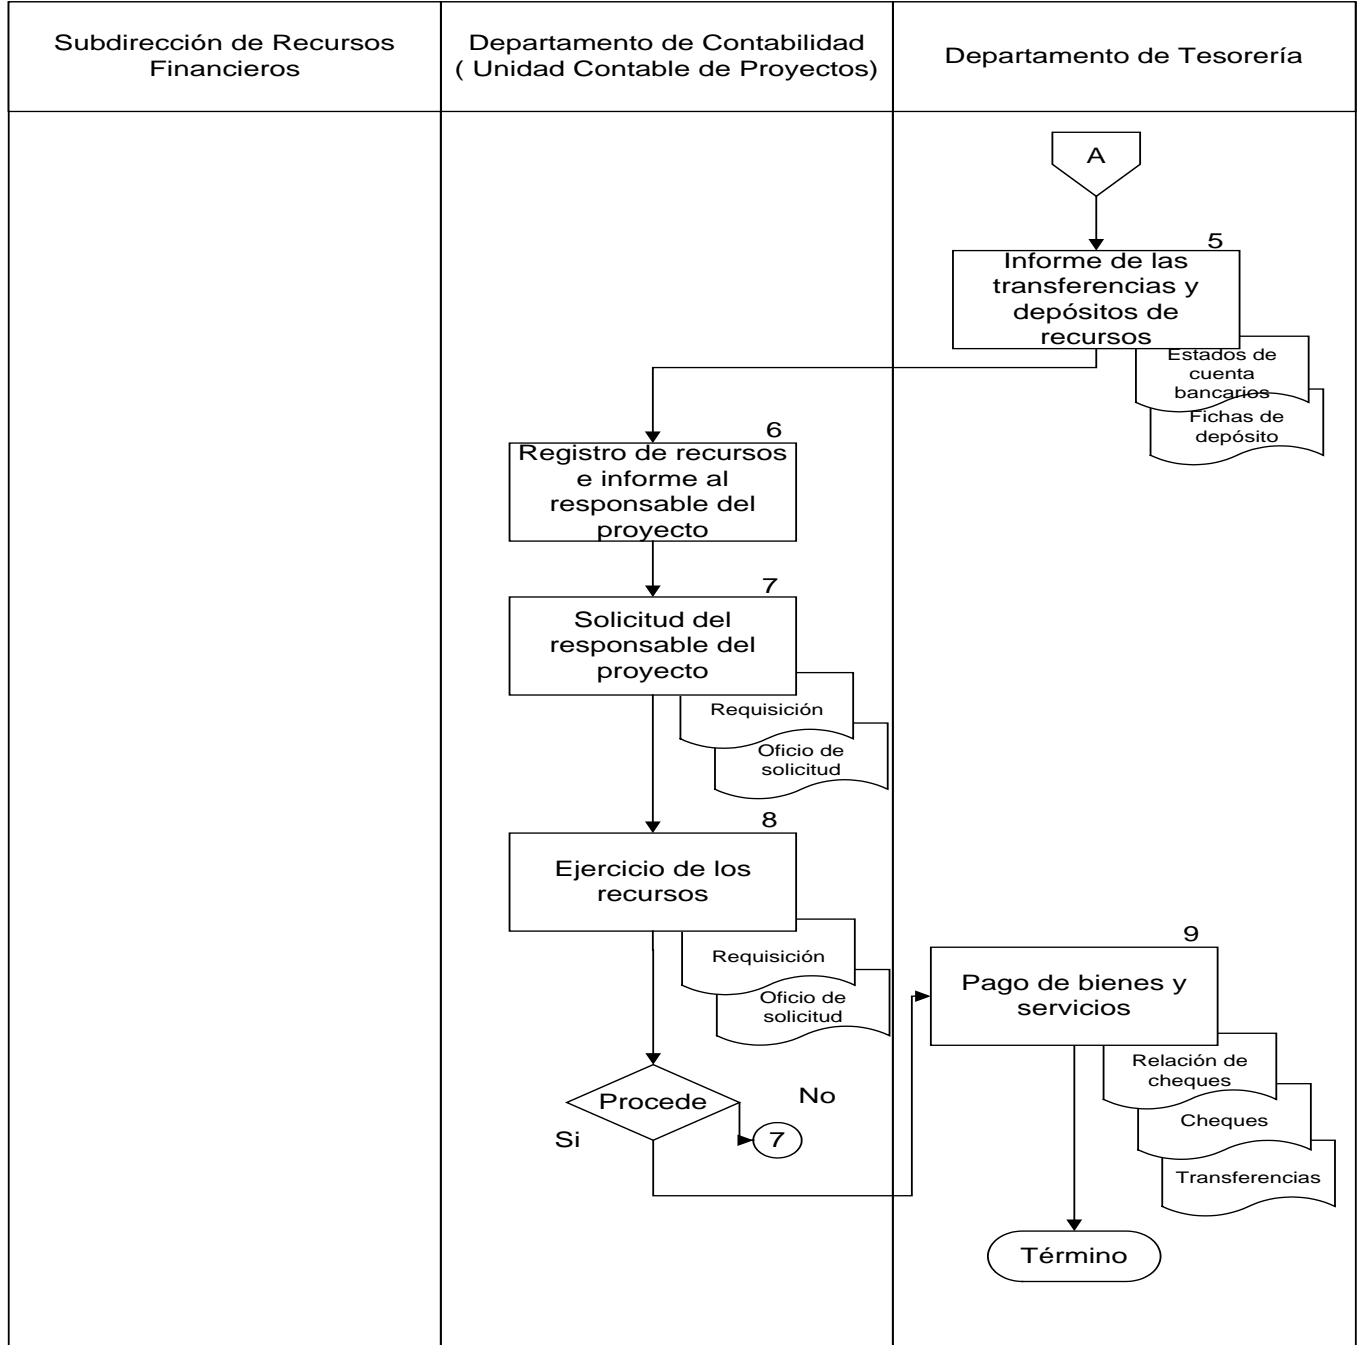 Subdirección de Recursos
Financieros
Departamento de Contabilidad
( Unidad Contable de Proyectos)
Departamento de Tesorería
A
5
Informe de las
transferencias y
depósitos de
recursos
Estados de
cuenta
bancarios
Fichas de
depósito
6
Registro de recursos
e informe al
responsable del
proyecto
7
Solicitud del
responsable del
proyecto
Requisición
Oficio de
solicitud
8
Ejercicio de los
recursos
Requisición
Oficio de
solicitud
Procede
No
Si
7
9
Pago de bienes y
servicios
Relación de
cheques
Cheques
Transferencias
Término